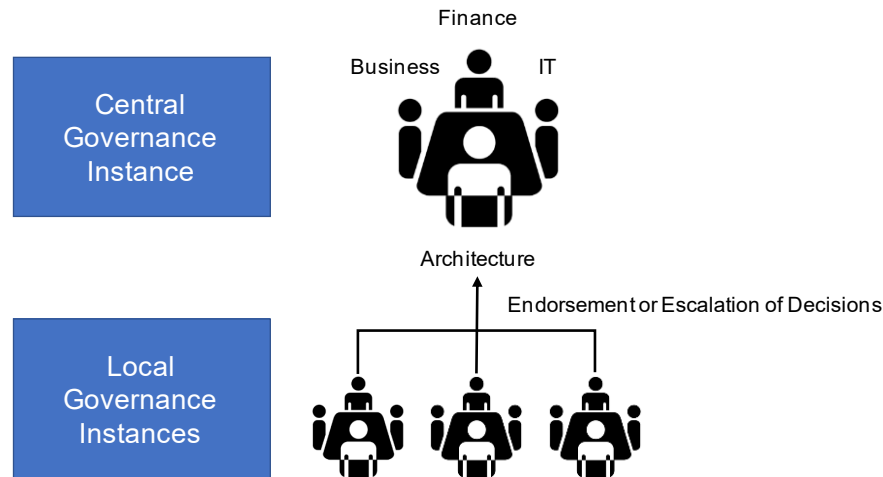 Finance
Business
IT
Central
Governance
Instance
Architecture
Endorsement or Escalation of Decisions
Local
Governance
Instances